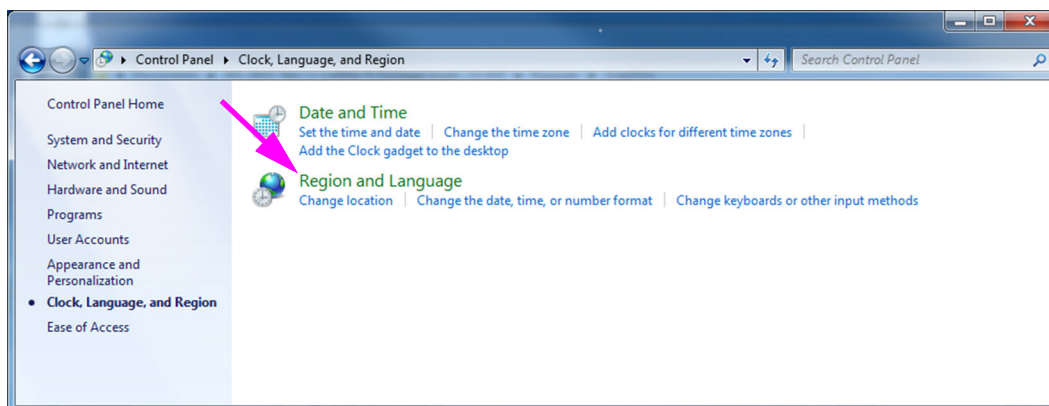 Control Panel Clock, Language, and Region
Search Control Panel
Control Panel Home
System and Security
Network and Internet
Hardware and Sound
Programs
User Accounts
Appearance and
Personalization
Clock, Language, and Region
Ease of Access
Date and Time
Set the time and date Change the time zone Add clocks for different time zones
Add the Clock gadget to the desktop
Region and Language
Change location Change the date, time, or number format Change keyboards or other input methods